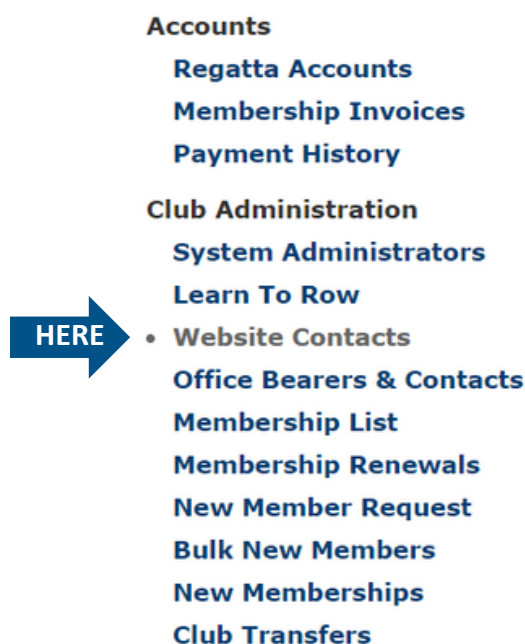 Accounts
Regatta Accounts
Membership Invoices
Payment History
Club Administration
System Administrators
Learn To Row
HERE • Website Contacts
Office Bearers & Contacts
Membership List
Membership Renewals
New Member Request
Bulk New Members
New Memberships
Club Transfers